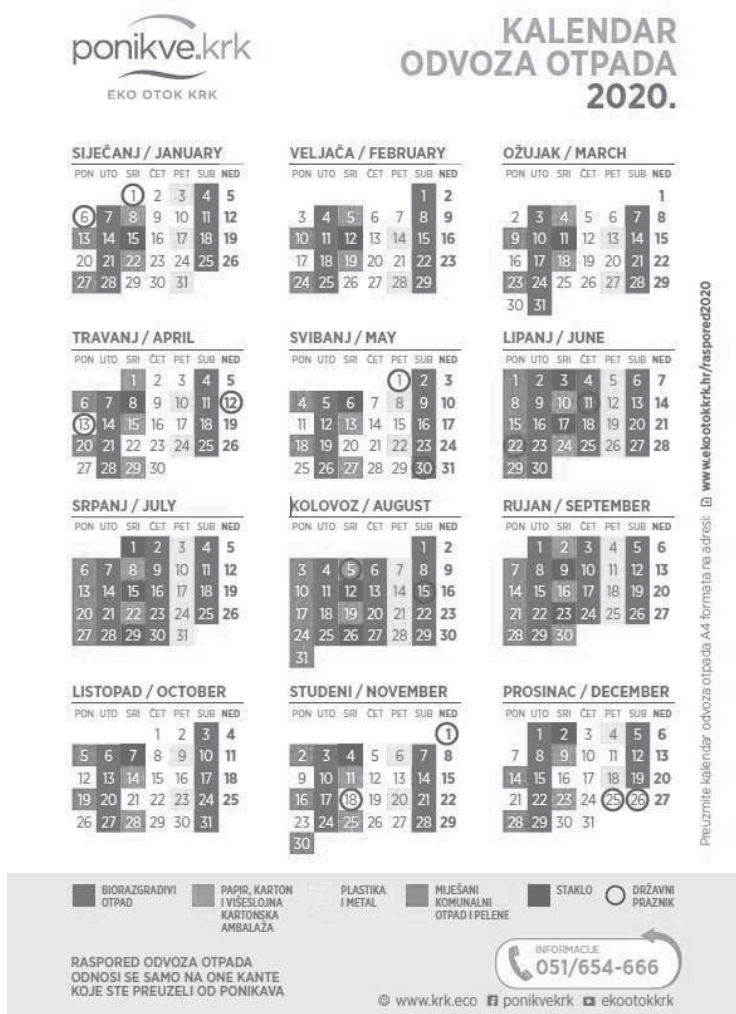 ponikve.krk
EKO OTOK KRK
KALENDAR
ODVOZA OTPADA
2020.
SIJEČANJ / JANUARY
PON UTO SRI ČET PET SUB NED
1 2 3 4 5
6 7 8 9 10 11 12
13 14 15 16 17 18 19
20 21 22 23 24 25 26
27 28 29 30 31
VELJAČA / FEBRUARY
PON UTO SRI ČET PET SUB NED
1 2
3 4 5 6 7 8 9
10 11 12 13 14 15 16
17 18 19 20 21 22 23
24 25 26 27 28 29
OŽUJAK / MARCH
PON UTO SRI ČET PET SUB NED
1
2 3 4 5 6 7 8
9 10 11 12 13 14 15
16 17 18 19 20 21 22
23 24 25 26 27 28 29
30 31
TRAVANJ / APRIL
PON UTO SRI ČET PET SUB NED
1 2 3 4 5
6 7 8 9 10 11 12
13 14 15 16 17 18 19
20 21 22 23 24 25 26
27 28 29 30
SVIBANJ / MAY
PON UTO SRI ČET PET SUB NED
1 2 3
4 5 6 7 8 9 10
11 12 13 14 15 16 17
18 19 20 21 22 23 24
25 26 27 28 29 30 31
LIPANJ / JUNE
PON UTO SRI ČET PET SUB NED
1 2 3 4 5 6 7
8 9 10 11 12 13 14
15 16 17 18 19 20 21
22 23 24 25 26 27 28
29 30
SRPANJ / JULY
PON UTO SRI ČET PET SUB NED
1 2 3 4 5
6 7 8 9 10 11 12
13 14 15 16 17 18 19
20 21 22 23 24 25 26
27 28 29 30 31
KOLOVOZ / AUGUST
PON UTO SRI ČET PET SUB NED
1 2
3 4 5 6 7 8 9
10 11 12 13 14 15 16
17 18 19 20 21 22 23
24 25 26 27 28 29 30
31
RUJAN / SEPTEMBER
PON UTO SRI ČET PET SUB NED
1 2 3 4 5 6
7 8 9 10 11 12 13
14 15 16 17 18 19 20
21 22 23 24 25 26 27
28 29 30
LISTOPAD / OCTOBER
PON UTO SRI ČET PET SUB NED
1 2 3 4
5 6 7 8 9 10 11
12 13 14 15 16 17 18
19 20 21 22 23 24 25
26 27 28 29 30 31
STUDENI / NOVEMBER
PON UTO SRI ČET PET SUB NED
1
2 3 4 5 6 7 8
9 10 11 12 13 14 15
16 17 18 19 20 21 22
23 24 25 26 27 28 29
30
PROSINAC / DECEMBER
PON UTO SRI ČET PET SUB NED
1 2 3 4 5 6
7 8 9 10 11 12 13
14 15 16 17 18 19 20
21 22 23 24 25 26 27
28 29 30 31
Preuzmite kalendar odvoza otpada A4 formata na adresi: www.ekootokkrk.hr/raspored2020
BIORAZGRADIVI
OTPAD
PAPIR, KARTON
I VIŠESLOJNA
KARTONSKA
AMBALAŽA
PLASTIKA
I METAL
MIJEŠANI
KOMUNALNI
OTPAD I PELENE
STAKLO
DRŽAVNI
PRAZNIK
RASPORED ODVOZA OTPADA
ODNOSI SE SAMO NA ONE KANTE
KOJE STE PREUZELI OD PONIKAVA
INFORMACIJE
051/654-666
www.krk.eco ponikvekrk ekootokkrk